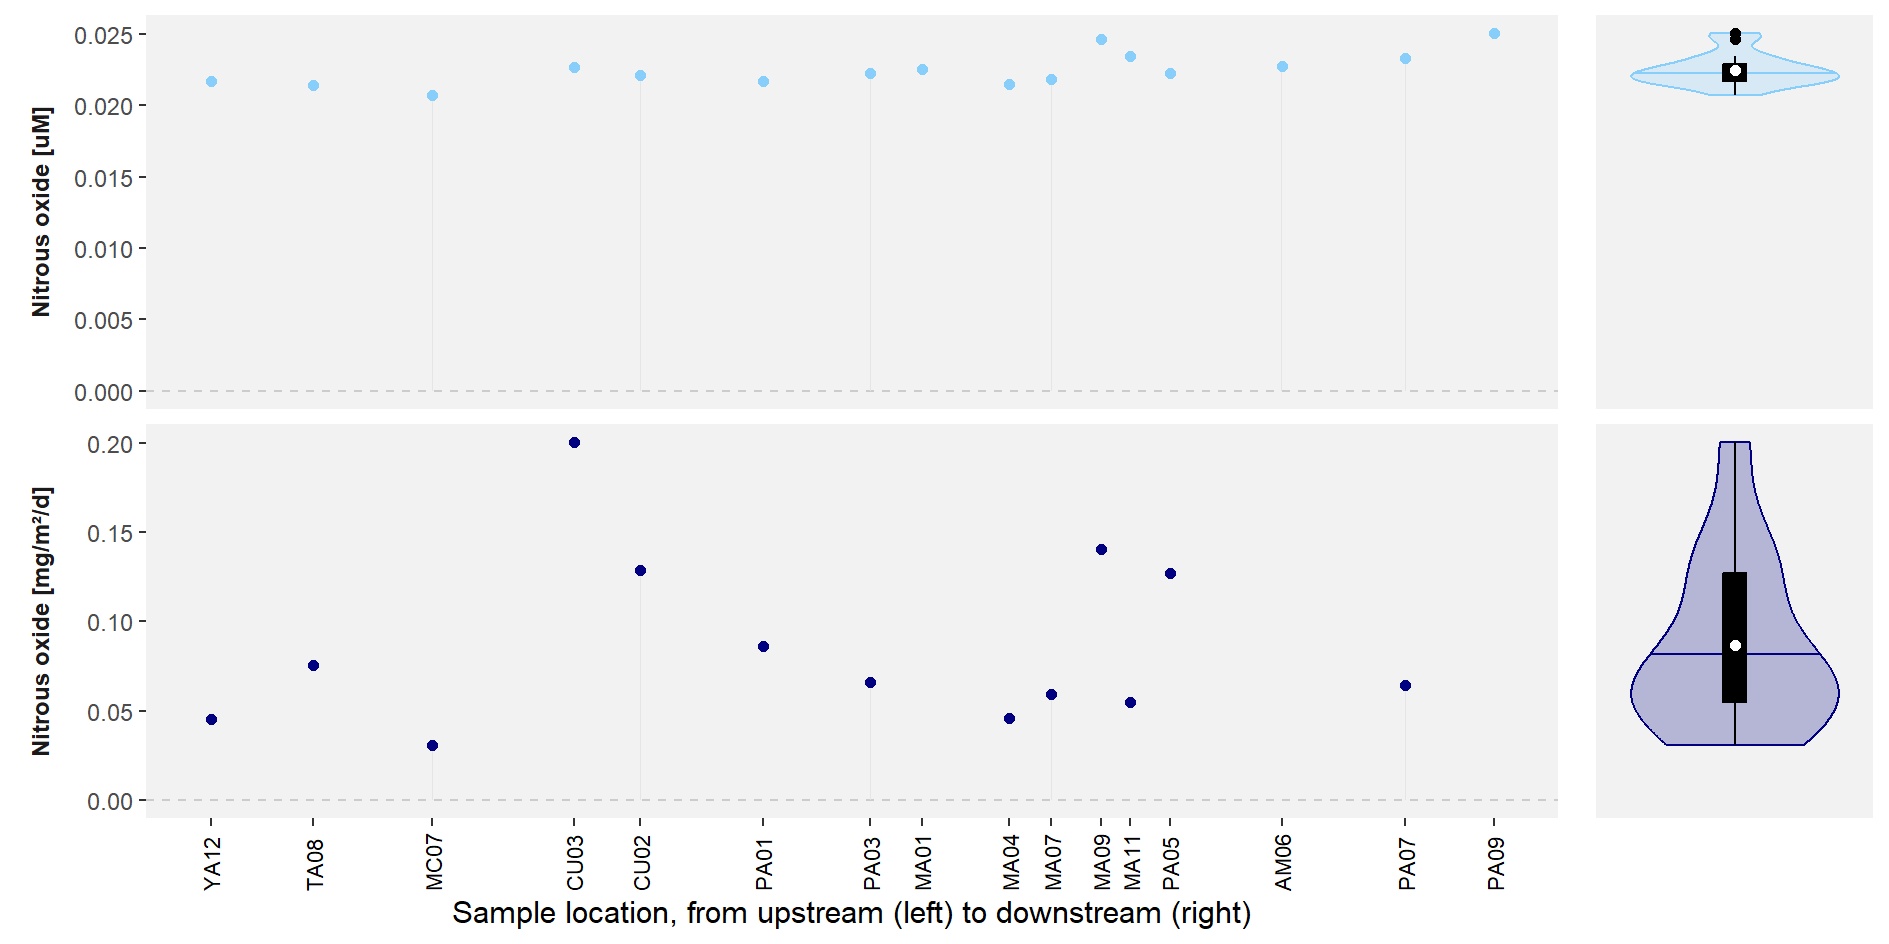 Nitrous oxide [uM]
0.025
0.020
0.015
0.010
0.005
0.000
Nitrous oxide [mg/m²/d]
0.20
0.15
0.10
0.05
0.00
YA12
TA08
MC07
CU03
CU02
PA01
PA03
MA01
MA04
MA07
MA09
MA11
PA05
AM06
PA07
PA09
Sample location, from upstream (left) to downstream (right)